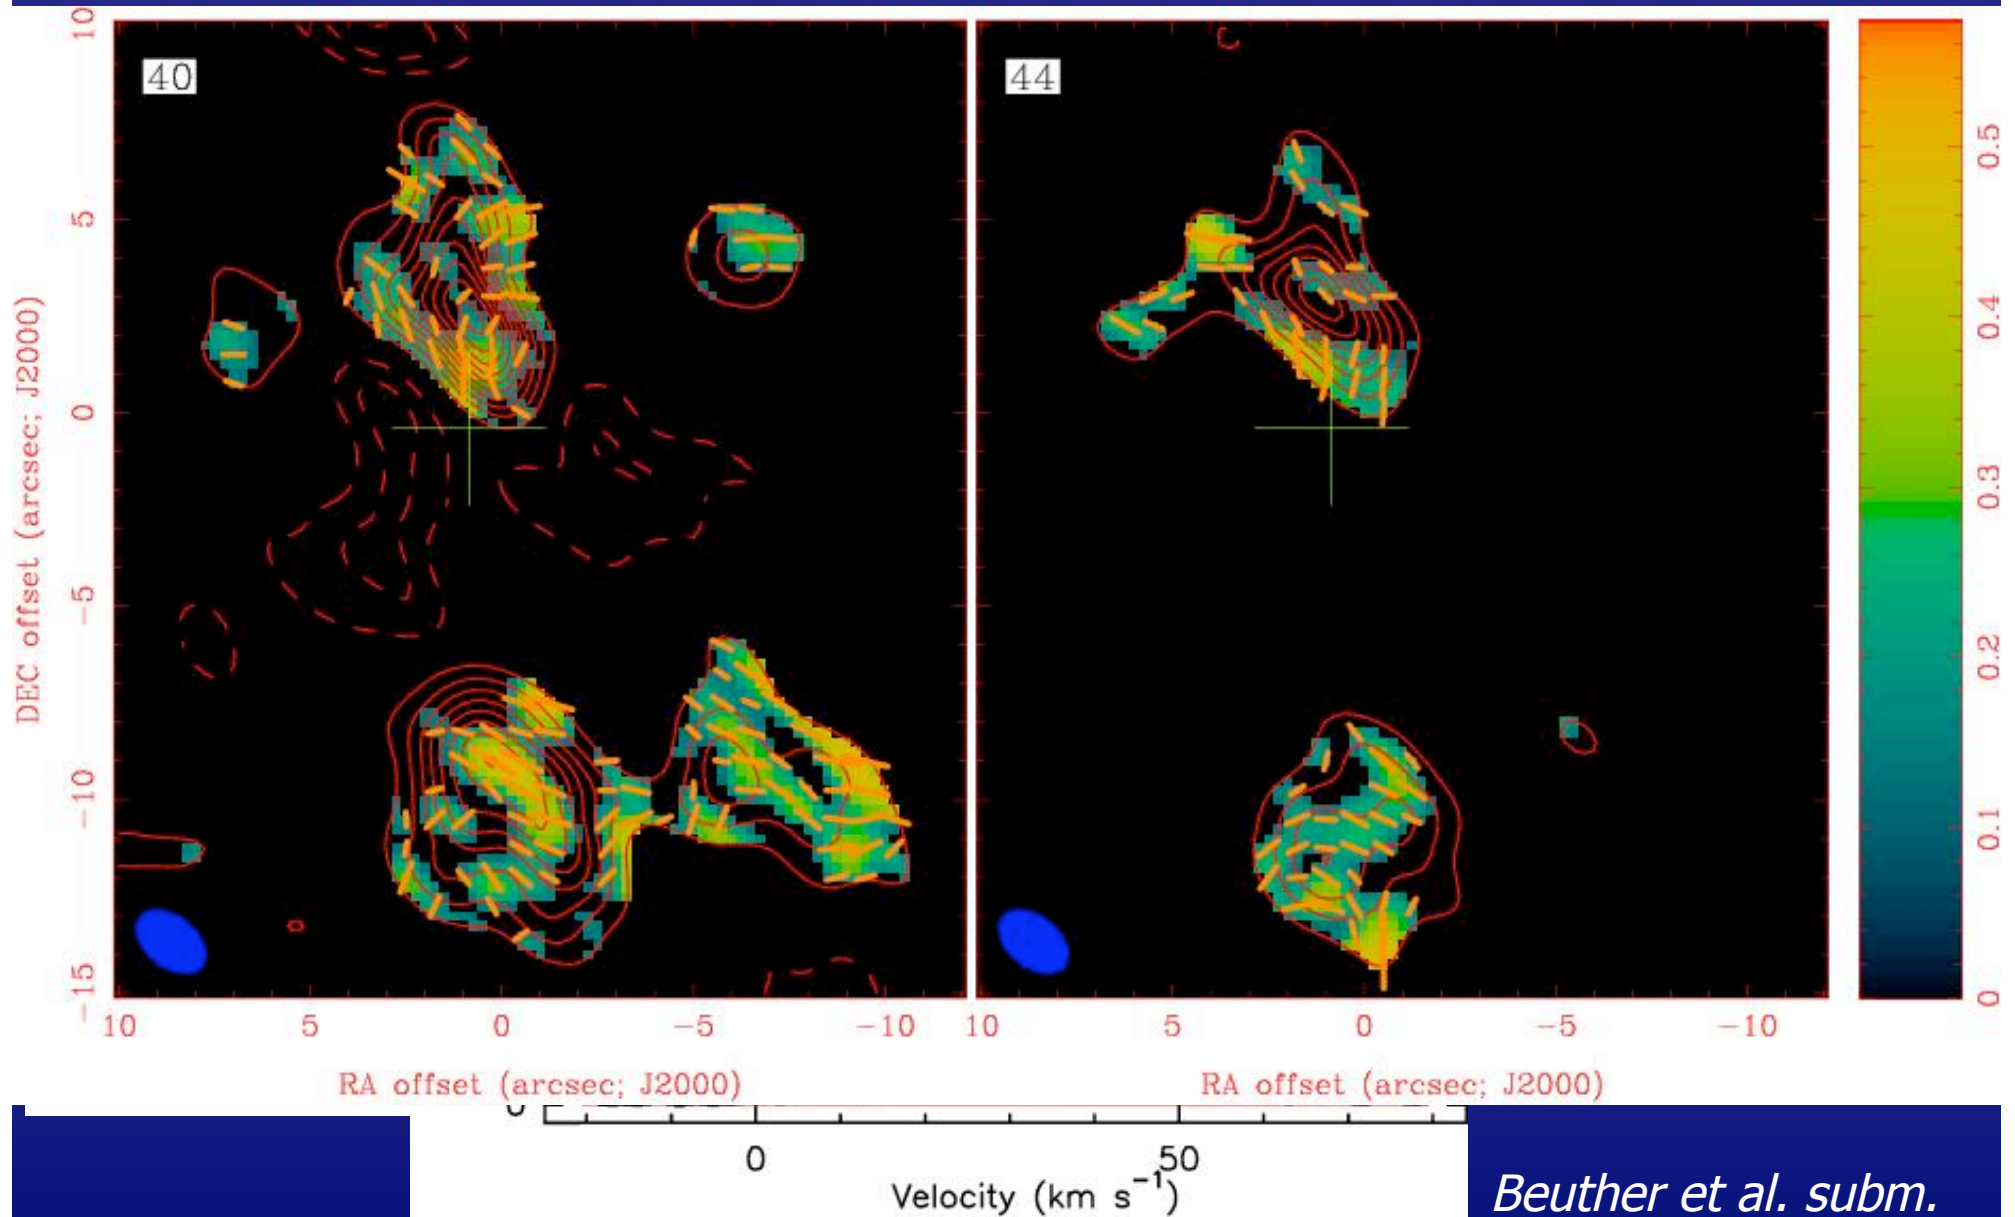 40
44
10
5
0
−5
−10
−15
DEC offset (arcsec; J2000)
10 5 0 −5 −10
10 5 0 −5 −10
RA offset (arcsec; J2000)
RA offset (arcsec; J2000)
0.5
0.4
0.3
0.2
0.1
0
0 50
Velocity (km s−1)
Beuther et al. subm.